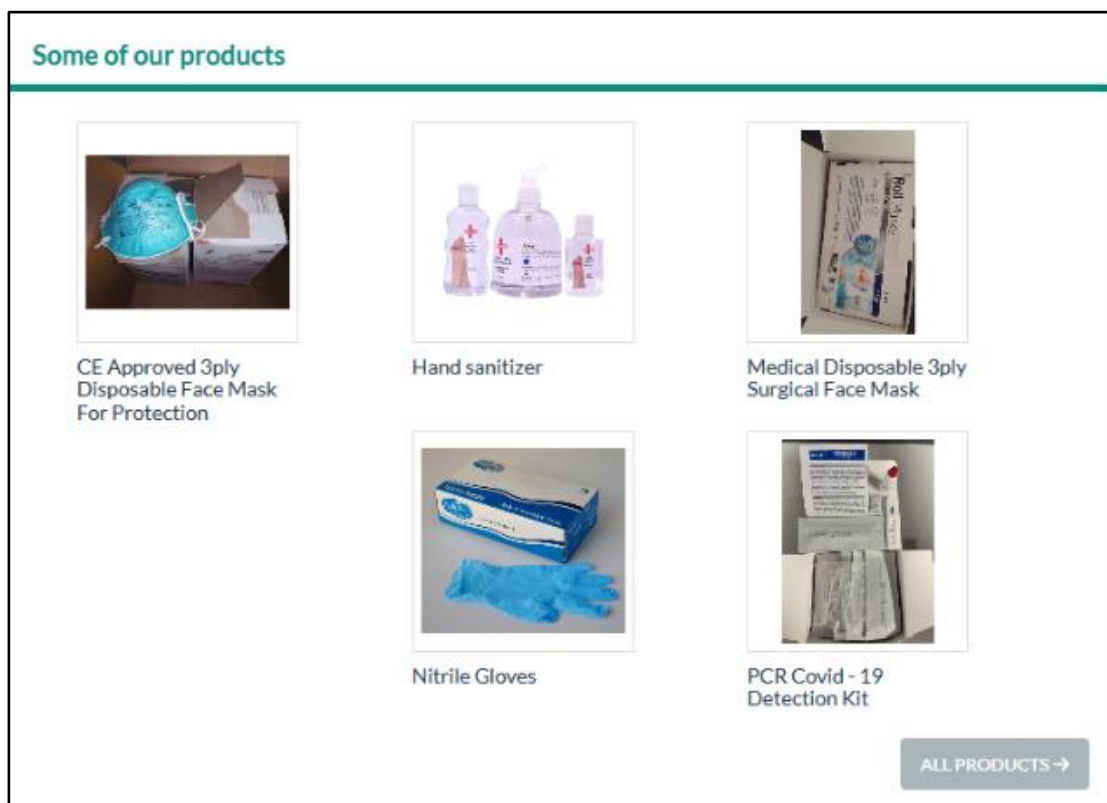 Some of our products
CE Approved 3ply
Disposable Face Mask
For Protection
Hand sanitizer
Medical Disposable 3ply
Surgical Face Mask
Nitrile Gloves
PCR Covid - 19
Detection Kit
ALL PRODUCTS →